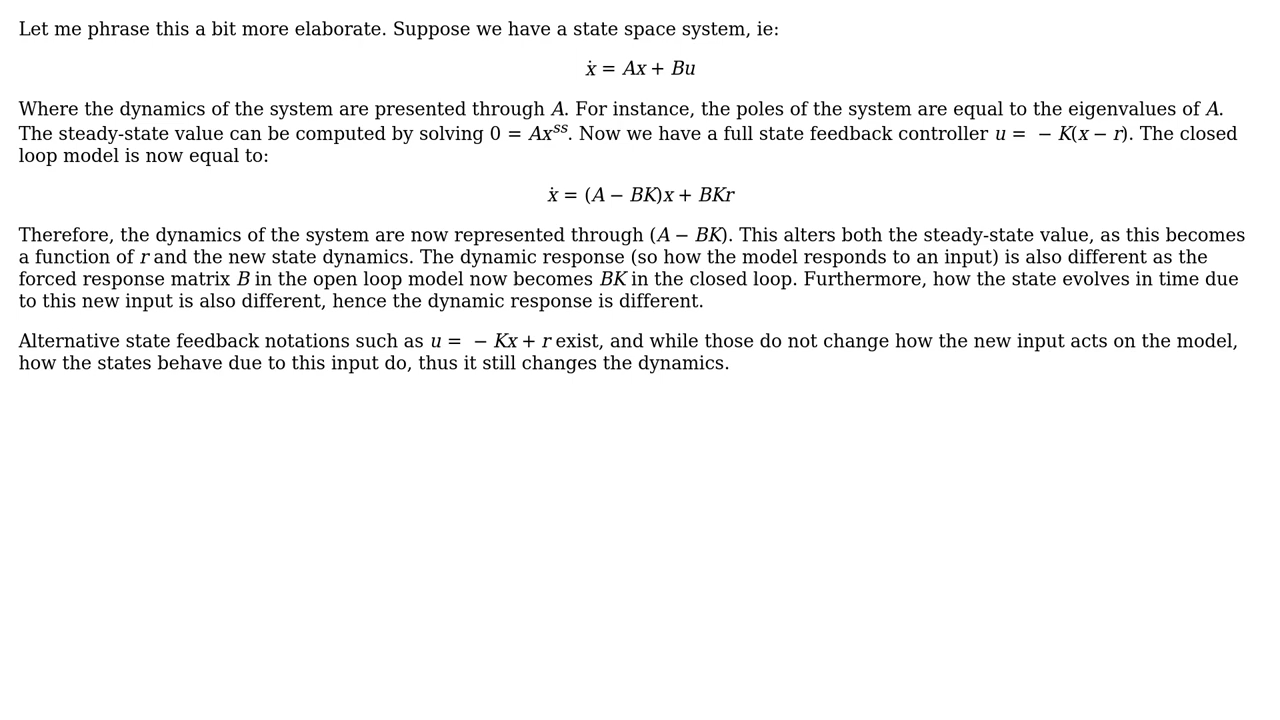 Let me phrase this a bit more elaborate. Suppose we have a state space system, ie:
ẋ = Ax + Bu
Where the dynamics of the system are presented through A. For instance, the poles of the system are equal to the eigenvalues of A.
The steady-state value can be computed by solving 0 = Ax^ss. Now we have a full state feedback controller u = − K(x − r). The closed
loop model is now equal to:
ẋ = (A − BK)x + BKr
Therefore, the dynamics of the system are now represented through (A − BK). This alters both the steady-state value, as this becomes
a function of r and the new state dynamics. The dynamic response (so how the model responds to an input) is also different as the
forced response matrix B in the open loop model now becomes BK in the closed loop. Furthermore, how the state evolves in time due
to this new input is also different, hence the dynamic response is different.
Alternative state feedback notations such as u = − Kx + r exist, and while those do not change how the new input acts on the model,
how the states behave due to this input do, thus it still changes the dynamics.